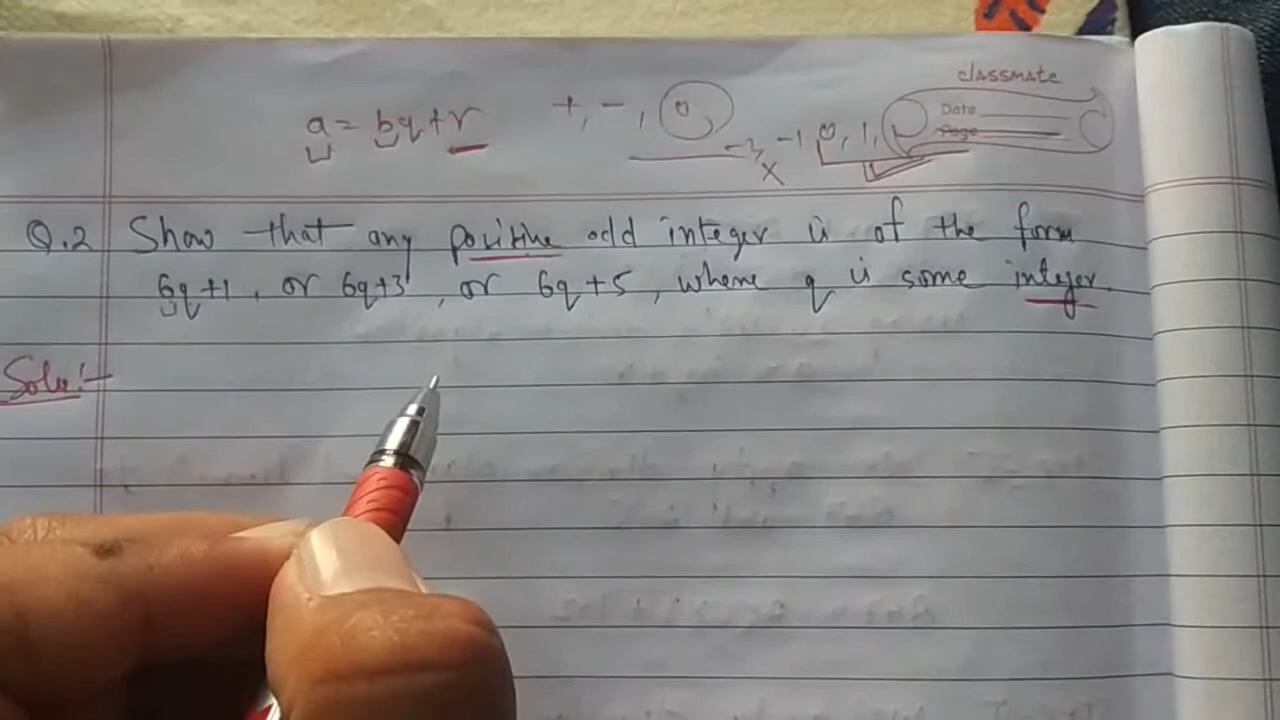 classmate
Date
Page
a = bq + r
+, -, 0,
-3, -1 0, 1,
x
Q.2 Show that any positive odd integer is of the form
6q+1, or 6q+3, or 6q+5, where q is some integer.
Soln:-